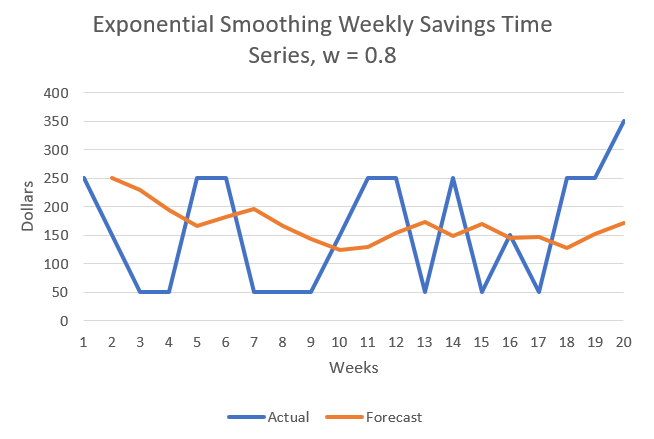 Exponential Smoothing Weekly Savings Time
Series, w = 0.8
400
350
300
250
200
150
100
50
0
Dollars
1 2 3 4 5 6 7 8 9 10 11 12 13 14 15 16 17 18 19 20
Weeks
Actual Forecast